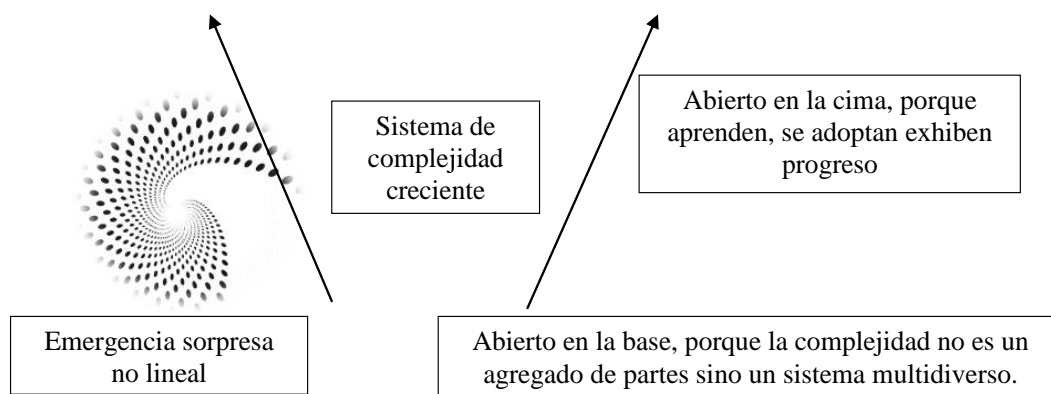 Sistema de
complejidad
creciente
Abierto en la cima, porque
aprenden, se adoptan exhiben
progreso
Emergencia sorpresa
no lineal
Abierto en la base, porque la complejidad no es un
agregado de partes sino un sistema multidiverso.